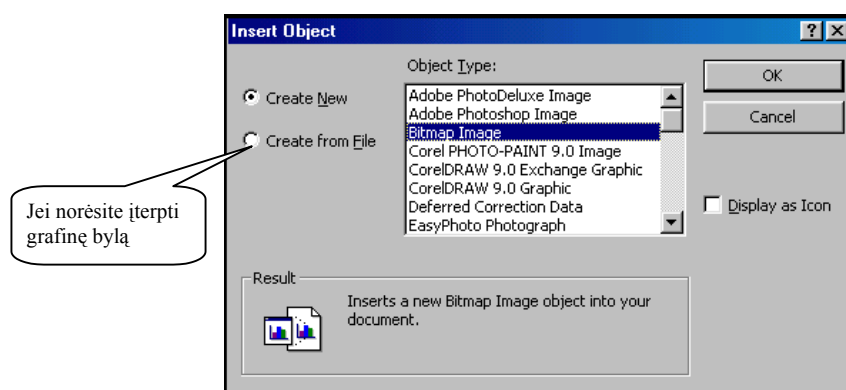 Insert Object
Object Type:
Create New
Create from File
Adobe PhotoDeluxe Image
Adobe Photoshop Image
Bitmap Image
Corel PHOTO-PAINT 9.0 Image
CorelDRAW 9.0 Exchange Graphic
CorelDRAW 9.0 Graphic
Deferred Correction Data
EasyPhoto Photograph
OK
Cancel
Display as Icon
Jei norėsite įterpti
grafinę bylą
Result
Inserts a new Bitmap Image object into your
document.